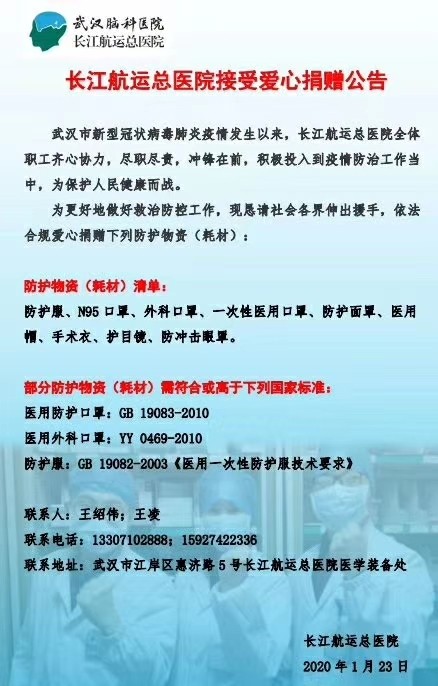 武汉脑科医院
长江航运总医院
长江航运总医院接受爱心捐赠公告
武汉市新型冠状病毒肺炎疫情发生以来，长江航运总医院全体
职工齐心协力，尽职尽责，冲锋在前，积极投入到疫情防治工作当
中，为保护人民健康而战。
为更好地做好救治防控工作，现恳请社会各界伸出援手，依法
合规爱心捐赠下列防护物资（耗材）：
防护物资（耗材）清单：
防护服、N95口罩、外科口罩、一次性医用口罩、防护面罩、医用
帽、手术衣、护目镜、防冲击眼罩。
部分防护物资（耗材）需符合或高于下列国家标准：
医用防护口罩：GB 19083-2010
医用外科口罩：YY 0469-2010
防护服：GB 19082-2003《医用一次性防护服技术要求》
联系人：王绍伟；王凌
联系电话：13307102888；15927422336
联系地址：武汉市江岸区惠济路5号长江航运总医院医学装备处
长江航运总医院
2020年1月23日